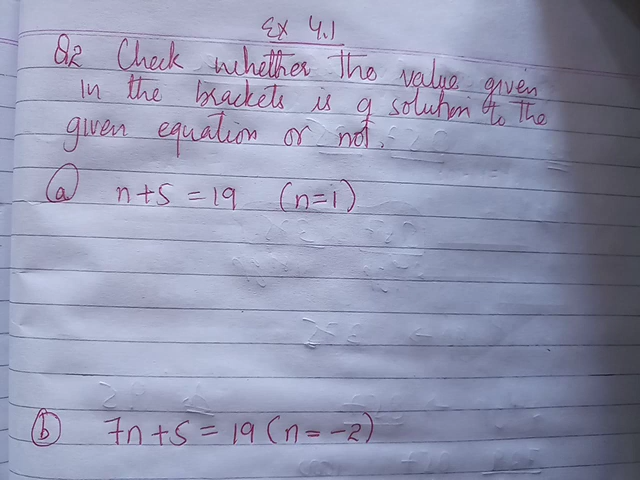 Ex 4.1
Q2 Check whether the value given
in the brackets is a solution to the
given equation or not.
(a) n+5 = 19 (n=1)
(b) 7n+5 = 19 (n=-2)